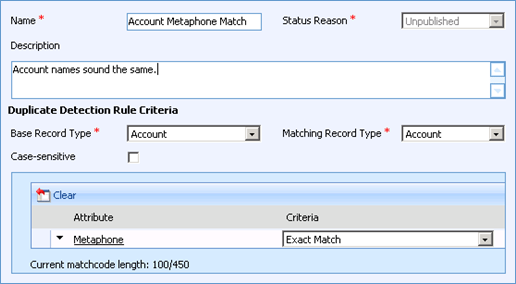 Name * Account Metaphone Match Status Reason * Unpublished
Description
Account names sound the same.
Duplicate Detection Rule Criteria
Base Record Type * Account Matching Record Type * Account
Case-sensitive
Clear
Attribute Criteria
Metaphone Exact Match
Current matchcode length: 100/450